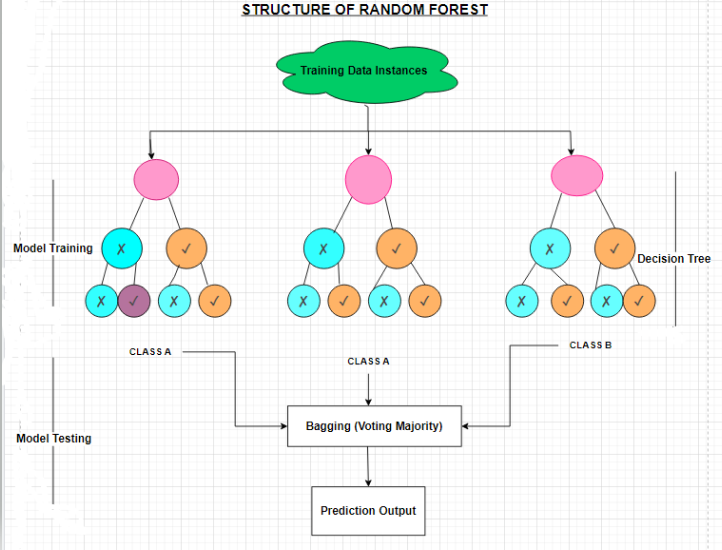 STRUCTURE OF RANDOM FOREST
Training Data Instances
Model Training
✗ ✓ ✗ ✓ ✗ ✓
Decision Tree
✗ ✓ ✗ ✓ ✗ ✓ ✗ ✓ ✗ ✓ ✗ ✓
CLASS A
CLASS A
CLASS B
Bagging (Voting Majority)
Model Testing
Prediction Output